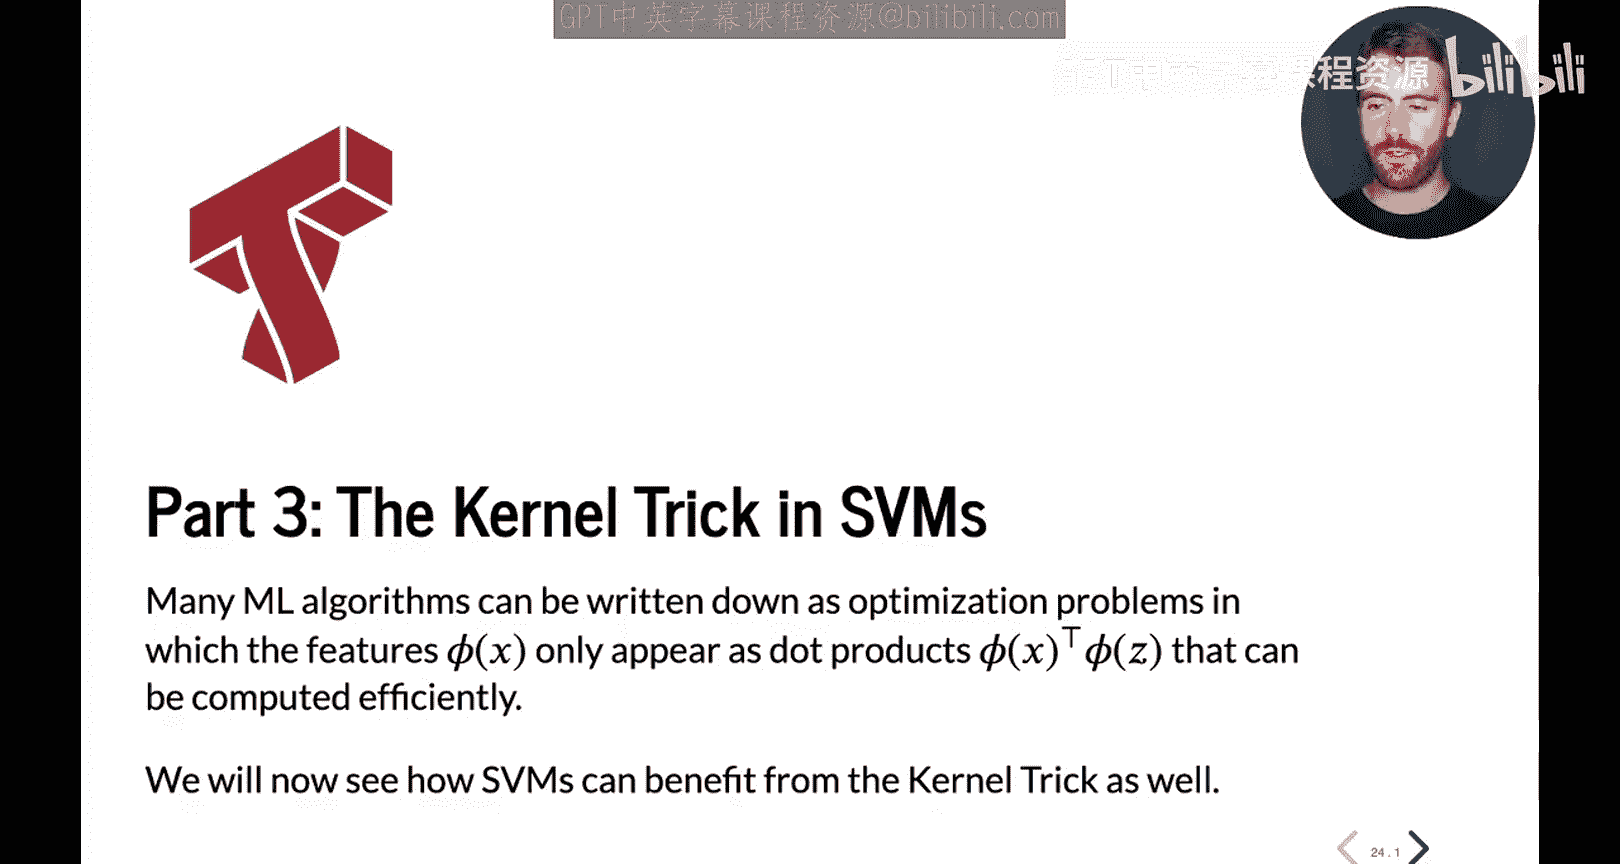 GPT中英字幕课程资源@bilibili.com
课程资源 bilibili
Part 3: The Kernel Trick in SVMs
Many ML algorithms can be written down as optimization problems in
which the features ϕ(x) only appear as dot products ϕ(x)⊤ϕ(z) that can
be computed efficiently.
We will now see how SVMs can benefit from the Kernel Trick as well.
24.1